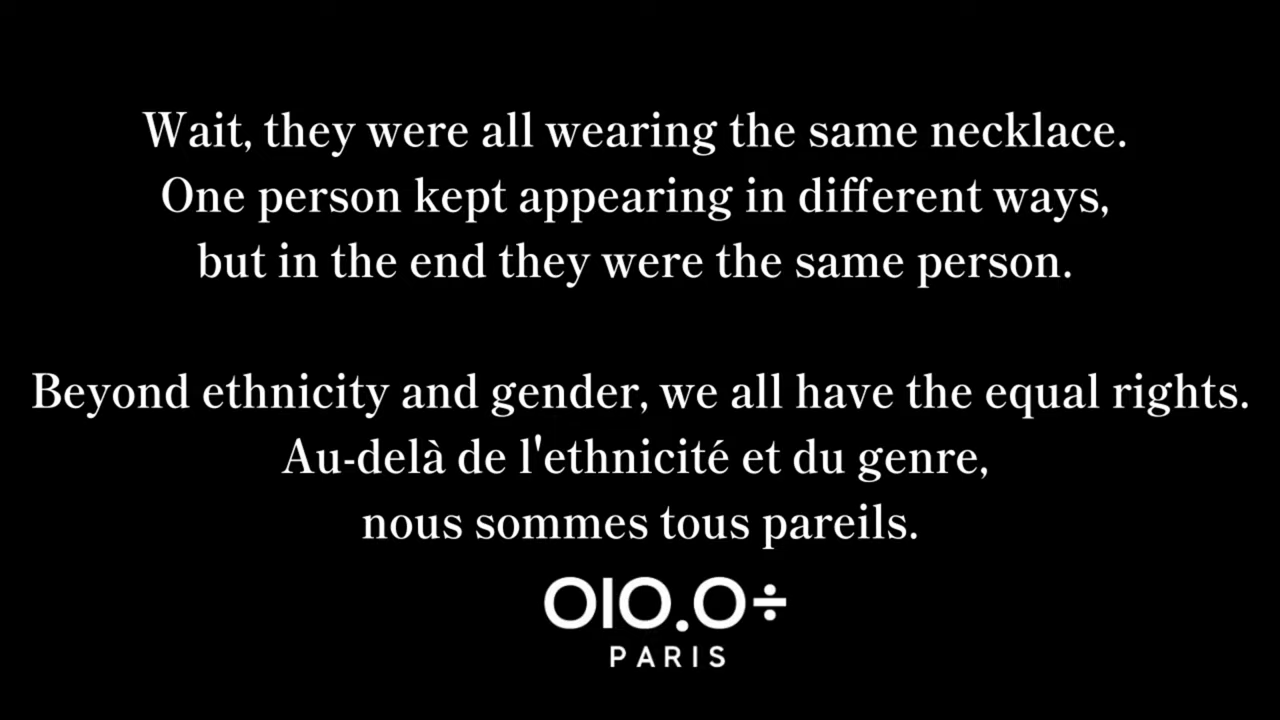 Wait, they were all wearing the same necklace.
One person kept appearing in different ways,
but in the end they were the same person.
Beyond ethnicity and gender, we all have the equal rights.
Au-delà de l'ethnicité et du genre,
nous sommes tous pareils.
OIO.O÷
PARIS